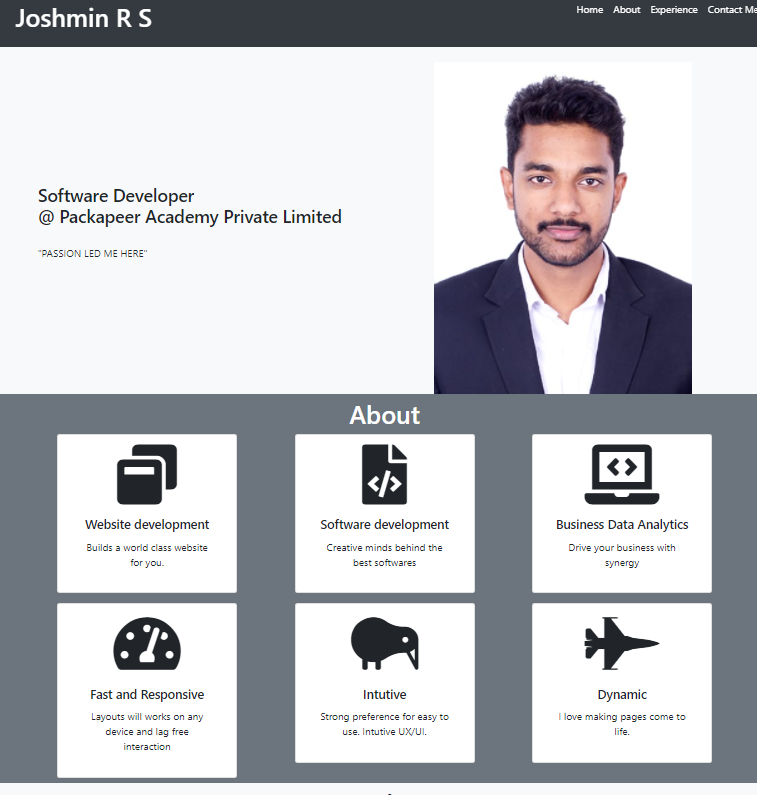 Joshmin R S
Home About Experience Contact Me
Software Developer
@ Packapeer Academy Private Limited
"PASSION LED ME HERE"
About
Website development
Builds a world class website
for you.
Software development
Creative minds behind the
best softwares
Business Data Analytics
Drive your business with
synergy
Fast and Responsive
Layouts will works on any
device and lag free
interaction
Intutive
Strong preference for easy to
use. Intutive UX/UI.
Dynamic
I love making pages come to
life.